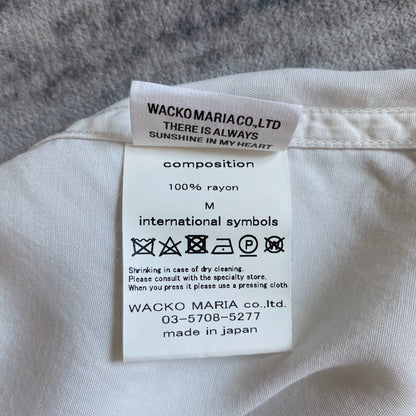 WACKO MARIA CO.,LTD
THERE IS ALWAYS
SUNSHINE IN MY HEART
composition
100% rayon
M
international symbols
Shrinking in case of dry cleaning.
Please consult with the specialty store.
When you press it please use a pressing cloth
WACKO MARIA co.,ltd.
03-5708-5277
made in japan